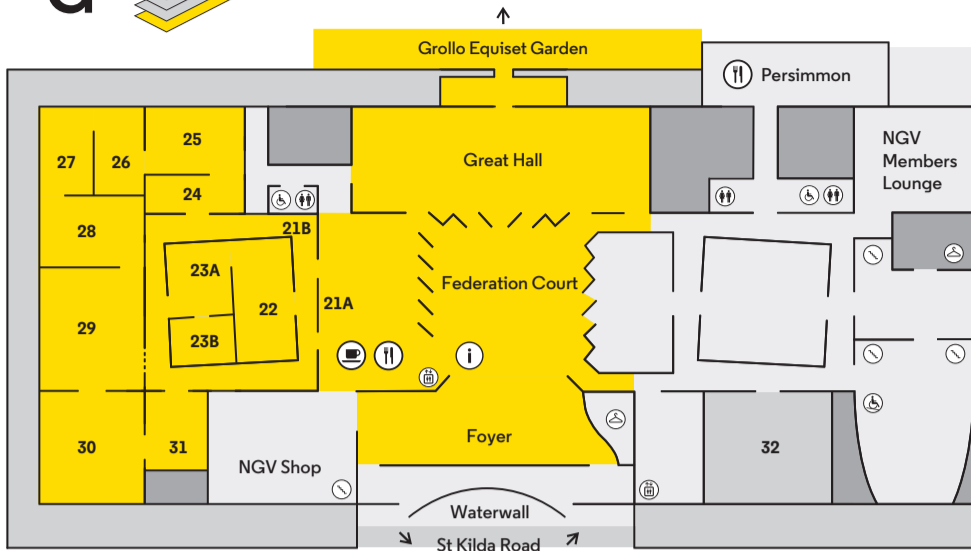 G
Grollo Equiset Garden
Persimmon
25
27
26
Great Hall
NGV
Members
Lounge
24
28
21B
23A
Federation Court
22
21A
29
23B
i
30
31
Foyer
32
NGV Shop
Waterwall
St Kilda Road